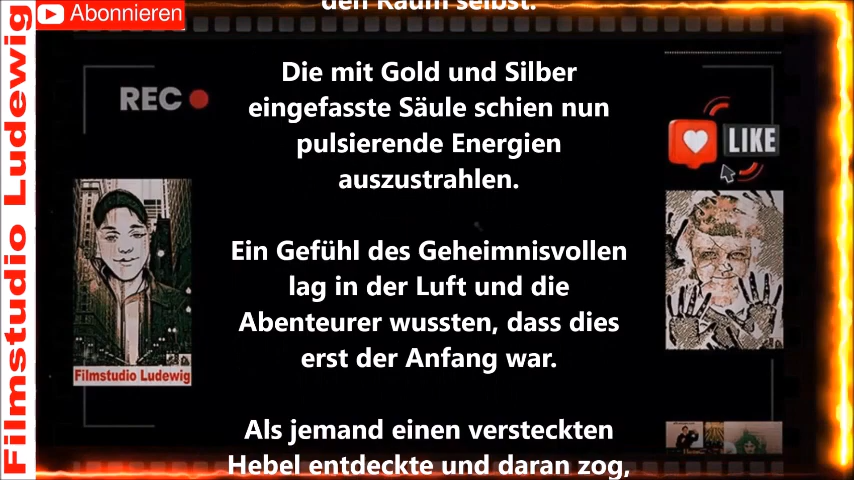 Abonnieren
Filmstudio Ludewig
den Raum selbst.
REC
Die mit Gold und Silber
eingefasste Säule schien nun
pulsierende Energien
auszustrahlen.
LIKE
Ein Gefühl des Geheimnisvollen
lag in der Luft und die
Abenteurer wussten, dass dies
erst der Anfang war.
Filmstudio Ludewig
Als jemand einen versteckten
Hebel entdeckte und daran zog,